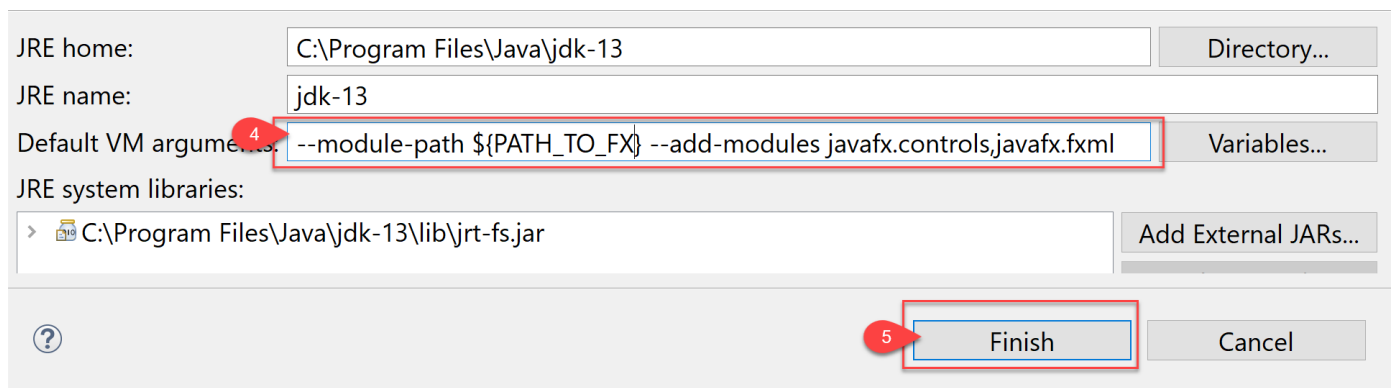 JRE home: C:\Program Files\Java\jdk-13 Directory...
JRE name: jdk-13
Default VM arguments: 4 --module-path ${PATH_TO_FX} --add-modules javafx.controls,javafx.fxml Variables...
JRE system libraries:
C:\Program Files\Java\jdk-13\lib\jrt-fs.jar Add External JARs...
? 5 Finish Cancel